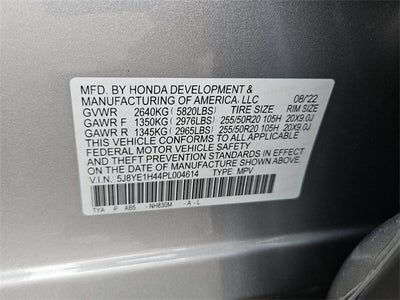 MFD. BY HONDA DEVELOPMENT &
MANUFACTURING OF AMERICA, LLC 08/'22
GVWR 2640KG (5820LBS) TIRE SIZE RIM SIZE
GAWR F 1350KG (2976LBS) 255/50R20 105H 20X9.0J
GAWR R 1345KG (2965LBS) 255/50R20 105H 20X9.0J
THIS VEHICLE CONFORMS TO ALL APPLICABLE
FEDERAL MOTOR VEHICLE SAFETY
AND THEFT PREVENTION STANDARDS IN EFFECT
ON THE DATE OF MANUFACTURE SHOWN ABOVE.
V.I.N: 5J8YE1H44PL004614 TYPE MPV
TYA P AB5 NH830M - A - L